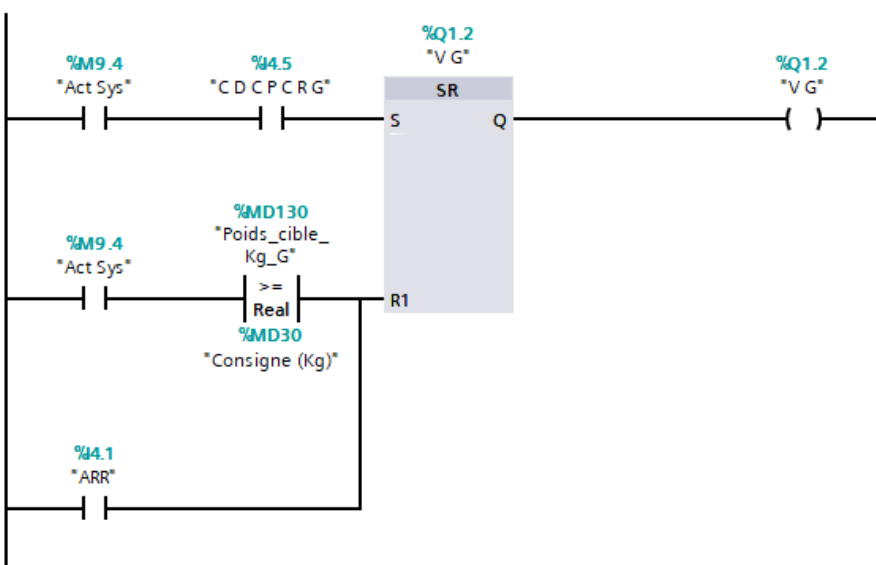 %Q1.2
"V G"
%M9.4
"Act Sys"
%I4.5
"C D C P C R G"
SR
%Q1.2
"V G"
S
Q
%MD130
"Poids_cible_
Kg_G"
%M9.4
"Act Sys"
>=
Real
R1
%MD30
"Consigne (Kg)"
%I4.1
"ARR"